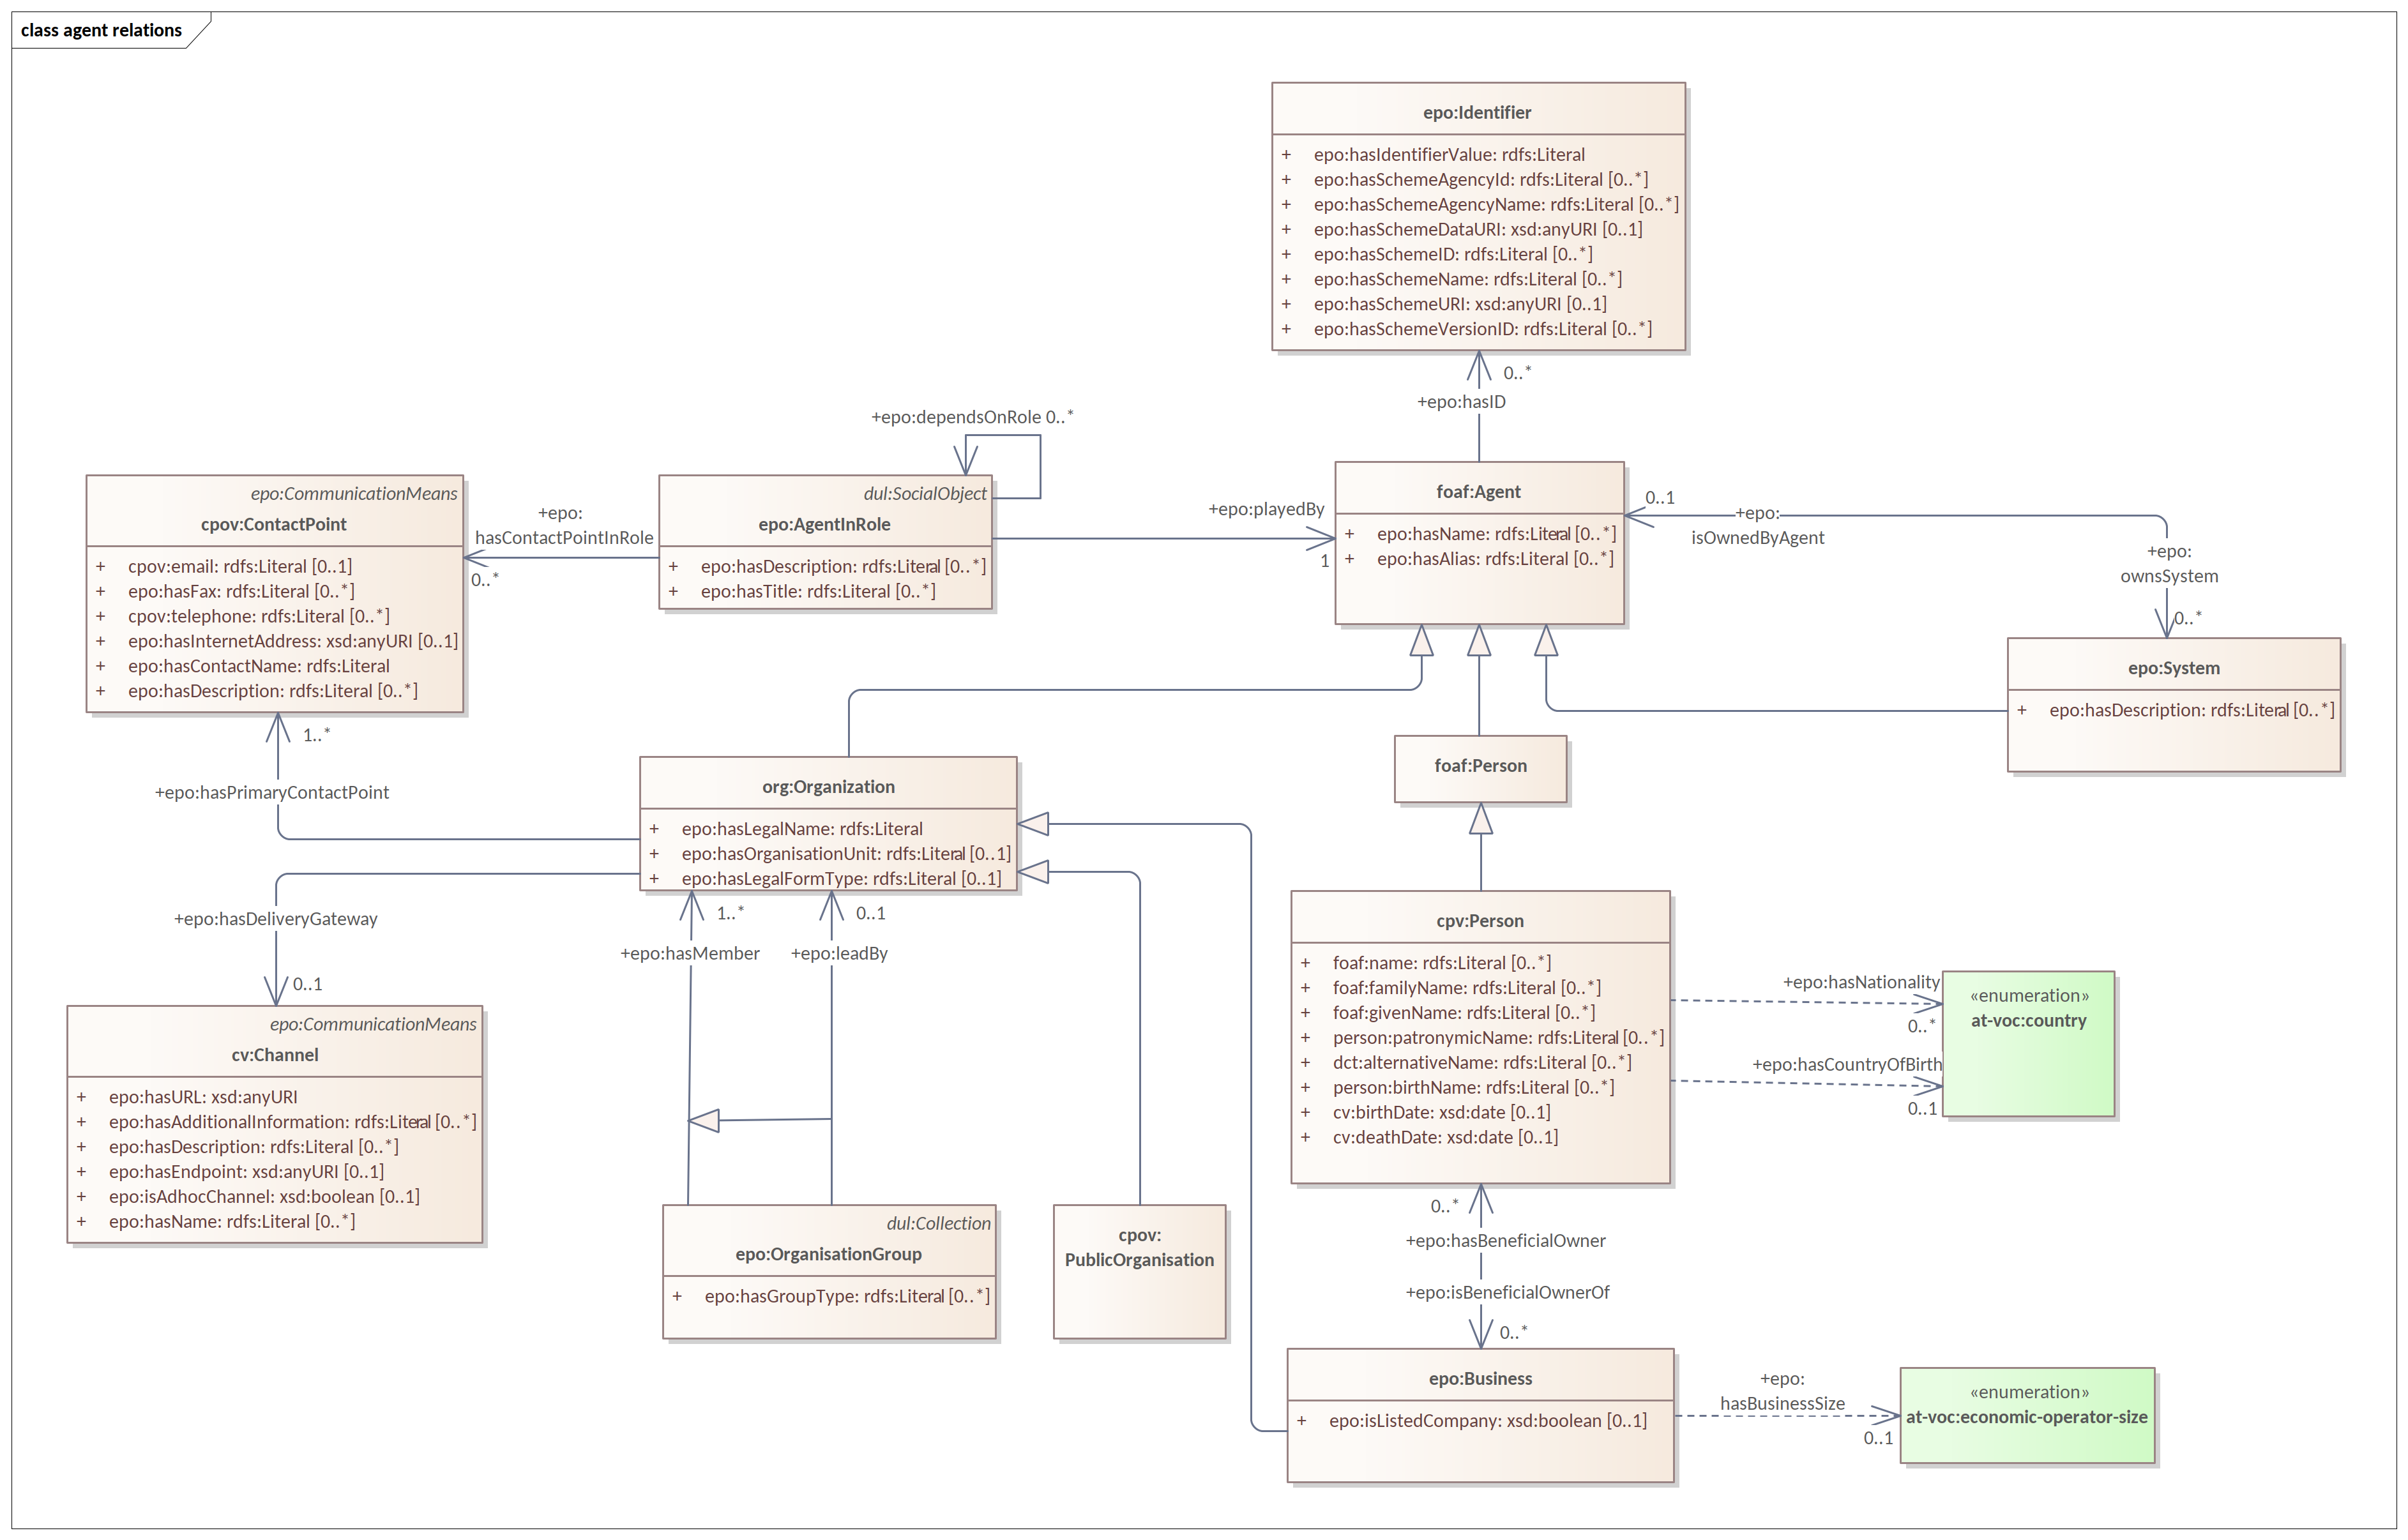 class agent relations
epo:Identifier
+ epo:hasIdentifierValue: rdfs:Literal
+ epo:hasSchemeAgencyId: rdfs:Literal [0..*]
+ epo:hasSchemeAgencyName: rdfs:Literal [0..*]
+ epo:hasSchemeDataURI: xsd:anyURI [0..1]
+ epo:hasSchemeID: rdfs:Literal [0..*]
+ epo:hasSchemeName: rdfs:Literal [0..*]
+ epo:hasSchemeURI: xsd:anyURI [0..1]
+ epo:hasSchemeVersionID: rdfs:Literal [0..*]
0..*
+epo:hasID
+epo:dependsOnRole 0..*
epo:CommunicationMeans
cpov:ContactPoint
+ cpov:email: rdfs:Literal [0..1]
+ epo:hasFax: rdfs:Literal [0..*]
+ cpov:telephone: rdfs:Literal [0..*]
+ epo:hasInternetAddress: xsd:anyURI [0..1]
+ epo:hasContactName: rdfs:Literal
+ epo:hasDescription: rdfs:Literal [0..*]
+epo:
hasContactPointInRole
0..*
dul:SocialObject
epo:AgentInRole
+ epo:hasDescription: rdfs:Literal [0..*]
+ epo:hasTitle: rdfs:Literal [0..*]
+epo:playedBy
1
foaf:Agent
+ epo:hasName: rdfs:Literal [0..*]
+ epo:hasAlias: rdfs:Literal [0..*]
0..1
+epo:
isOwnedByAgent
+epo:
ownsSystem
0..*
epo:System
+ epo:hasDescription: rdfs:Literal [0..*]
1..*
+epo:hasPrimaryContactPoint
org:Organization
+ epo:hasLegalName: rdfs:Literal
+ epo:hasOrganisationUnit: rdfs:Literal [0..1]
+ epo:hasLegalFormType: rdfs:Literal [0..1]
foaf:Person
+epo:hasDeliveryGateway
0..1
1..*
+epo:hasMember
0..1
+epo:leadBy
cpv:Person
+ foaf:name: rdfs:Literal [0..*]
+ foaf:familyName: rdfs:Literal [0..*]
+ foaf:givenName: rdfs:Literal [0..*]
+ person:patronymicName: rdfs:Literal [0..*]
+ dct:alternativeName: rdfs:Literal [0..*]
+ person:birthName: rdfs:Literal [0..*]
+ cv:birthDate: xsd:date [0..1]
+ cv:deathDate: xsd:date [0..1]
+epo:hasNationality
0..*
+epo:hasCountryOfBirth
0..1
«enumeration»
at-voc:country
epo:CommunicationMeans
cv:Channel
+ epo:hasURL: xsd:anyURI
+ epo:hasAdditionalInformation: rdfs:Literal [0..*]
+ epo:hasDescription: rdfs:Literal [0..*]
+ epo:hasEndpoint: xsd:anyURI [0..1]
+ epo:isAdhocChannel: xsd:boolean [0..1]
+ epo:hasName: rdfs:Literal [0..*]
dul:Collection
epo:OrganisationGroup
+ epo:hasGroupType: rdfs:Literal [0..*]
cpov:
PublicOrganisation
0..*
+epo:hasBeneficialOwner
+epo:isBeneficialOwnerOf
0..*
epo:Business
+ epo:isListedCompany: xsd:boolean [0..1]
+epo:
hasBusinessSize
0..1
«enumeration»
at-voc:economic-operator-size